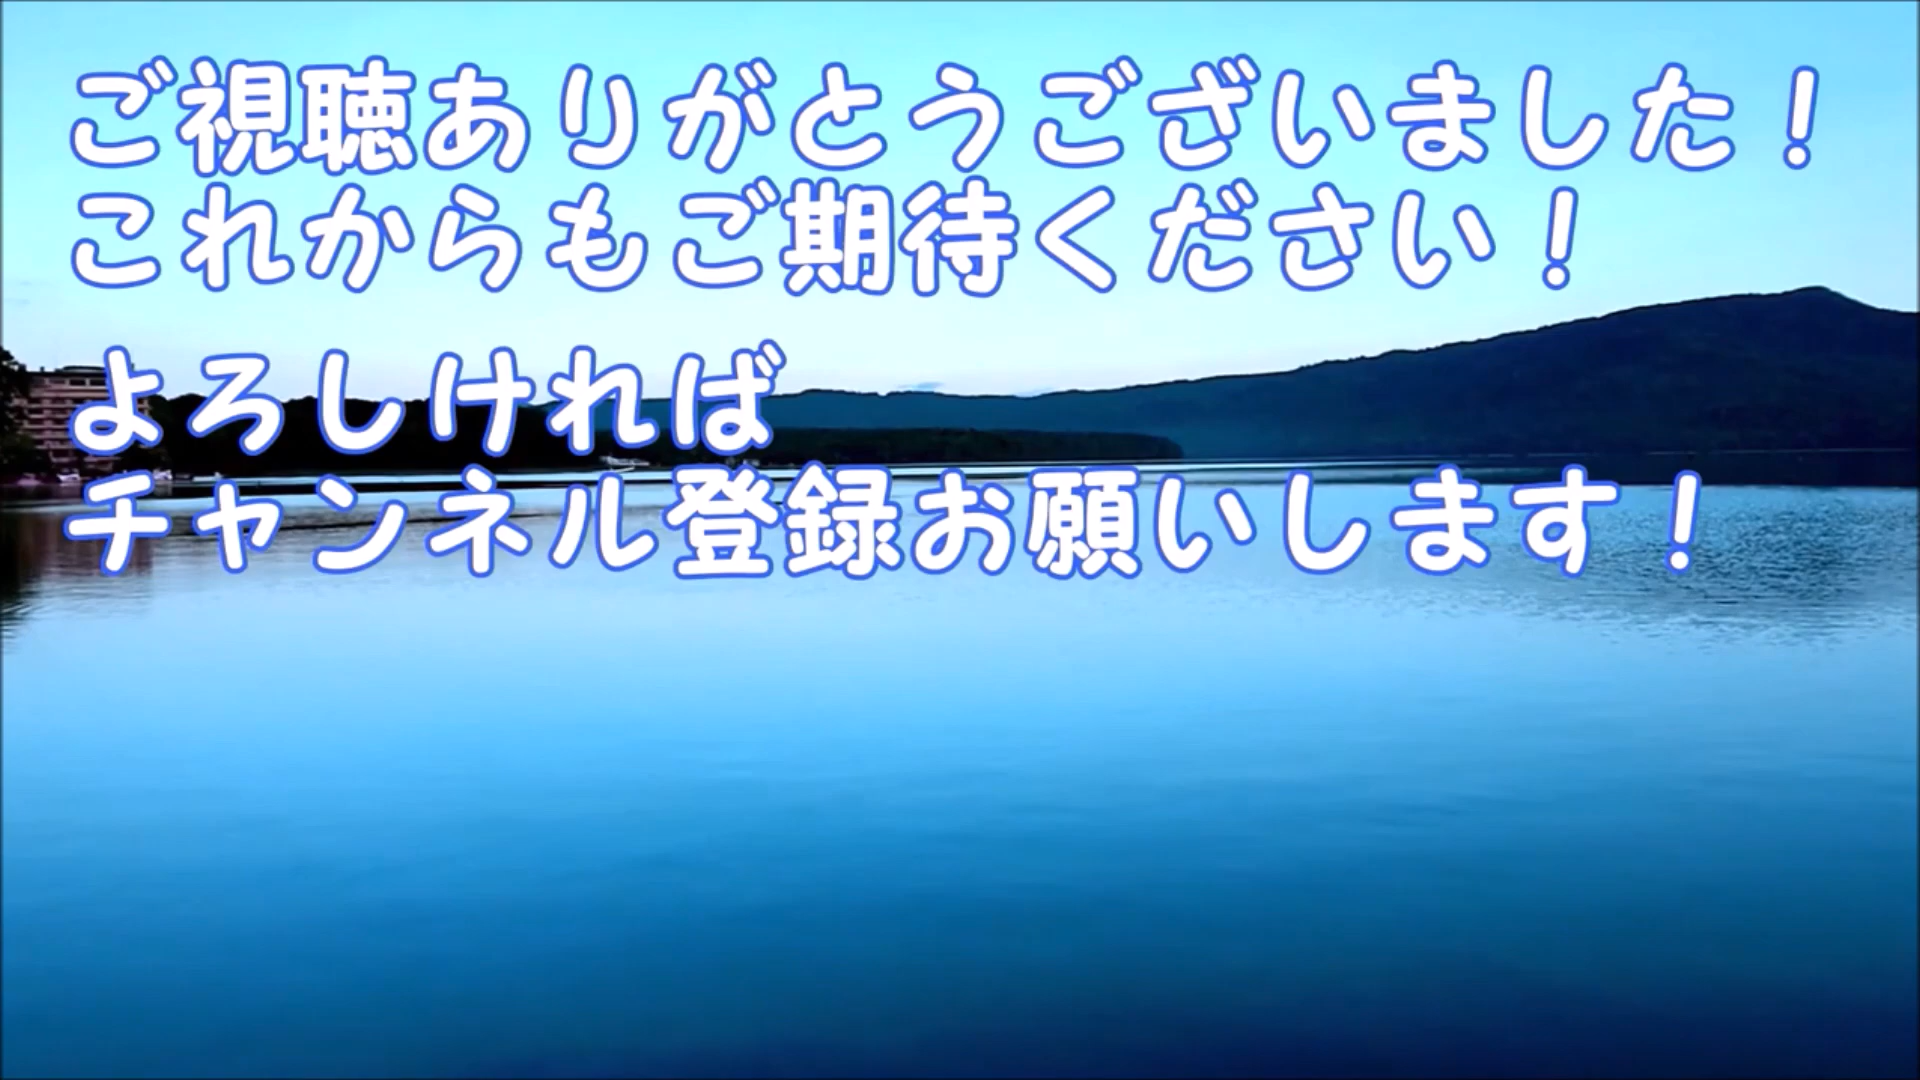 ご視聴ありがとうございました！
これからもご期待ください！
よろしければ
チャンネル登録お願いします！